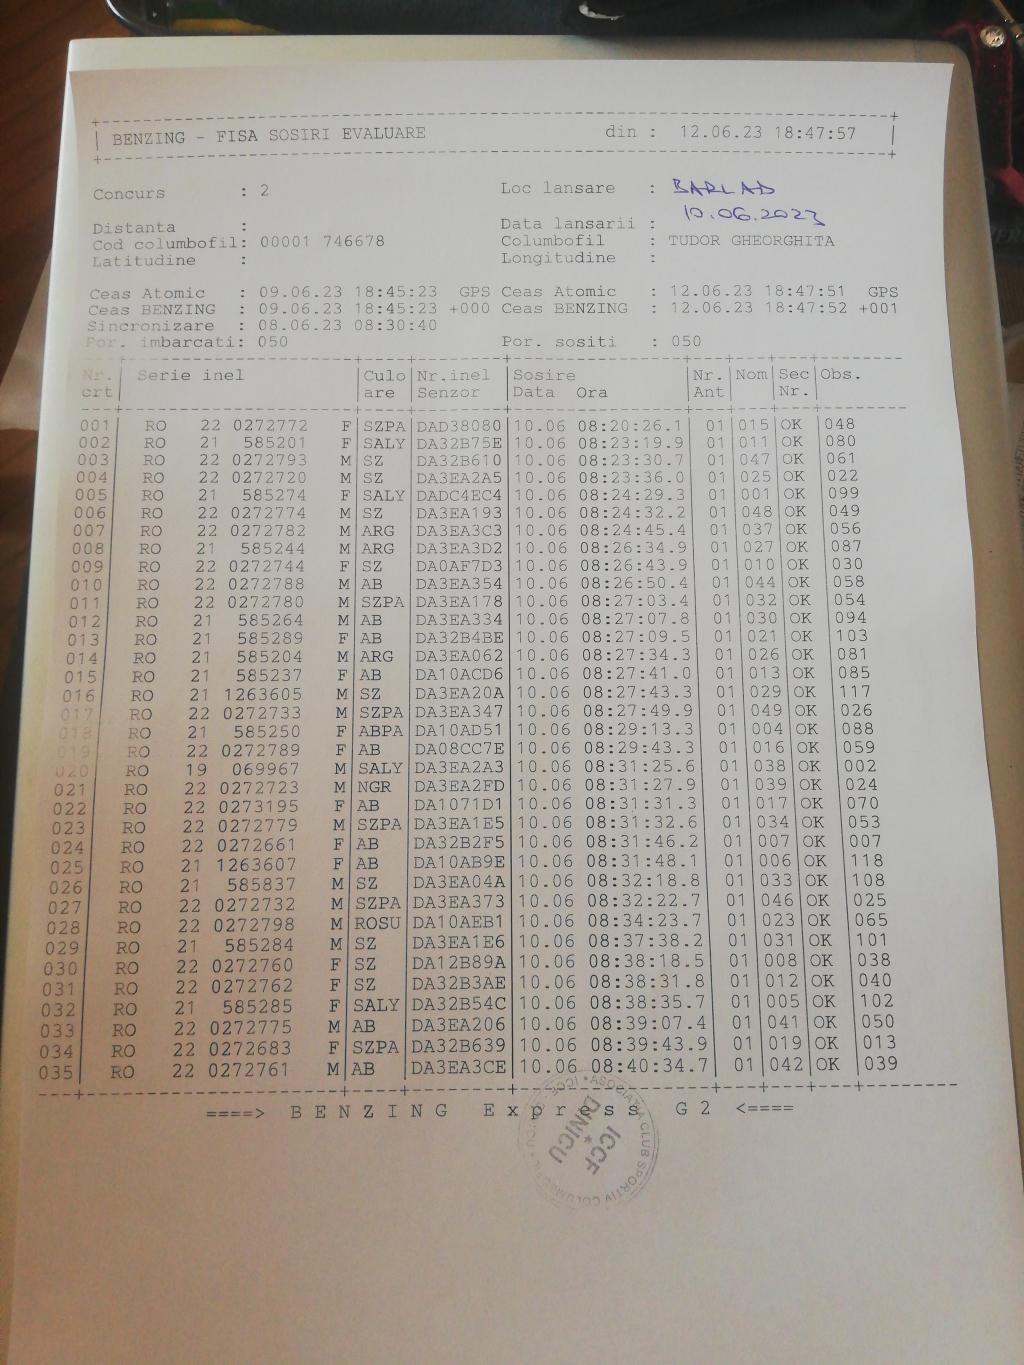 +---------------------------------------------------------------+
| BENZING - FISA SOSIRI EVALUARE din : 12.06.23 18:47:57 |
+---------------------------------------------------------------+
Concurs : 2 Loc lansare : BARLAD
10.06.2023
Distanta : Data lansarii :
Cod columbofil: 00001 746678 Columbofil : TUDOR GHEORGHITA
Latitudine : Longitudine :
Ceas Atomic : 09.06.23 18:45:23 GPS Ceas Atomic : 12.06.23 18:47:51 GPS
Ceas BENZING : 09.06.23 18:45:23 +000 Ceas BENZING : 12.06.23 18:47:52 +001
Sincronizare : 08.06.23 08:30:40
Por. imbarcati: 050 Por. sositi : 050
Nr.| Serie inel |Culo|Nr.inel |Sosire |Nr.|Nom|Sec|Obs.
crt| |are |Senzor |Data Ora |Ant| |Nr.|
001| RO 22 0272772 F|SZPA|DAD38080|10.06 08:20:26.1| 01|015|OK |048
002| RO 21 585201 F|SALY|DA32B75E|10.06 08:23:19.9| 01|011|OK |080
003| RO 22 0272793 M|SZ |DA32B610|10.06 08:23:30.7| 01|047|OK |061
004| RO 22 0272720 M|SZ |DA3EA2A5|10.06 08:23:36.0| 01|025|OK |022
005| RO 21 585274 F|SALY|DADC4EC4|10.06 08:24:29.3| 01|001|OK |099
006| RO 22 0272774 M|SZ |DA3EA193|10.06 08:24:32.2| 01|048|OK |049
007| RO 22 0272782 M|ARG |DA3EA3C3|10.06 08:24:45.4| 01|037|OK |056
008| RO 21 585244 M|ARG |DA3EA3D2|10.06 08:26:34.9| 01|027|OK |087
009| RO 22 0272744 F|SZ |DA0AF7D3|10.06 08:26:43.9| 01|010|OK |030
010| RO 22 0272788 M|AB |DA3EA354|10.06 08:26:50.4| 01|044|OK |058
011| RO 22 0272780 M|SZPA|DA3EA178|10.06 08:27:03.4| 01|032|OK |054
012| RO 21 585264 M|AB |DA3EA334|10.06 08:27:07.8| 01|030|OK |094
013| RO 21 585289 F|AB |DA32B4BE|10.06 08:27:09.5| 01|021|OK |103
014| RO 21 585204 M|ARG |DA3EA062|10.06 08:27:34.3| 01|026|OK |081
015| RO 21 585237 F|AB |DA10ACD6|10.06 08:27:41.0| 01|013|OK |085
016| RO 21 1263605 M|SZ |DA3EA20A|10.06 08:27:43.3| 01|029|OK |117
017| RO 22 0272733 M|SZPA|DA3EA347|10.06 08:27:49.9| 01|049|OK |026
018| RO 21 585250 F|ABPA|DA10AD51|10.06 08:29:13.3| 01|004|OK |088
019| RO 22 0272789 F|AB |DA08CC7E|10.06 08:29:43.3| 01|016|OK |059
020| RO 19 069967 M|SALY|DA3EA2A3|10.06 08:31:25.6| 01|038|OK |002
021| RO 22 0272723 M|NGR |DA3EA2FD|10.06 08:31:27.9| 01|039|OK |024
022| RO 22 0273195 F|AB |DA1071D1|10.06 08:31:31.3| 01|017|OK |070
023| RO 22 0272779 M|SZPA|DA3EA1E5|10.06 08:31:32.6| 01|034|OK |053
024| RO 22 0272661 F|AB |DA32B2F5|10.06 08:31:46.2| 01|007|OK |007
025| RO 21 1263607 F|AB |DA10AB9E|10.06 08:31:48.1| 01|006|OK |118
026| RO 21 585837 M|SZ |DA3EA04A|10.06 08:32:18.8| 01|033|OK |108
027| RO 22 0272732 M|SZPA|DA3EA373|10.06 08:32:22.7| 01|046|OK |025
028| RO 22 0272798 M|ROSU|DA10AEB1|10.06 08:34:23.7| 01|023|OK |065
029| RO 21 585284 M|SZ |DA3EA1E6|10.06 08:37:38.2| 01|031|OK |101
030| RO 22 0272760 F|SZ |DA12B89A|10.06 08:38:18.5| 01|008|OK |038
031| RO 22 0272762 F|SZ |DA32B3AE|10.06 08:38:31.8| 01|012|OK |040
032| RO 21 585285 F|SALY|DA32B54C|10.06 08:38:35.7| 01|005|OK |102
033| RO 22 0272775 M|AB |DA3EA206|10.06 08:39:07.4| 01|041|OK |050
034| RO 22 0272683 F|SZPA|DA32B639|10.06 08:39:43.9| 01|019|OK |013
035| RO 22 0272761 M|AB |DA3EA3CE|10.06 08:40:34.7| 01|042|OK |039
====> B E N Z I N G E x p r e s s G 2 <====
ASOCIATIA CLUB SPORTIV
ICCF
DINICU